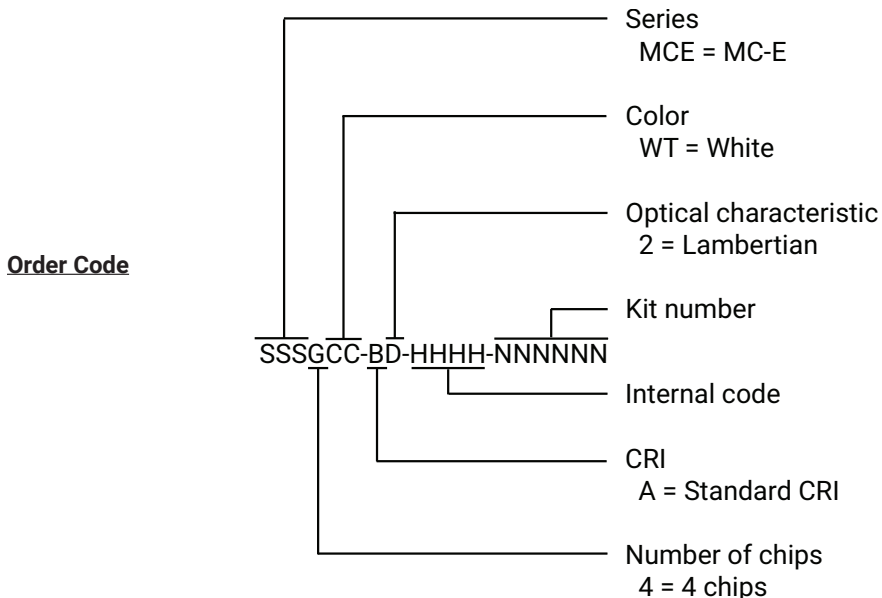 Series
MCE = MC-E
Color
WT = White
Optical characteristic
2 = Lambertian
Order Code
Kit number
SSSGCC-BD-HHHH-NNNNNN
Internal code
CRI
A = Standard CRI
Number of chips
4 = 4 chips